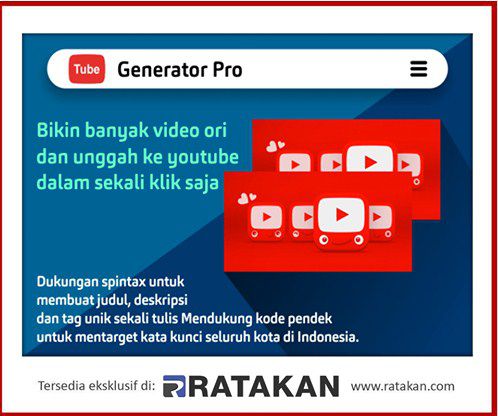 Tube Generator Pro
Bikin banyak video ori
dan unggah ke youtube
dalam sekali klik saja
Dukungan spintax untuk
membuat judul, deskripsi
dan tag unik sekali tulis Mendukung kode pendek
untuk mentarget kata kunci seluruh kota di Indonesia.
Tersedia eksklusif di: RATAKAN www.ratakan.com